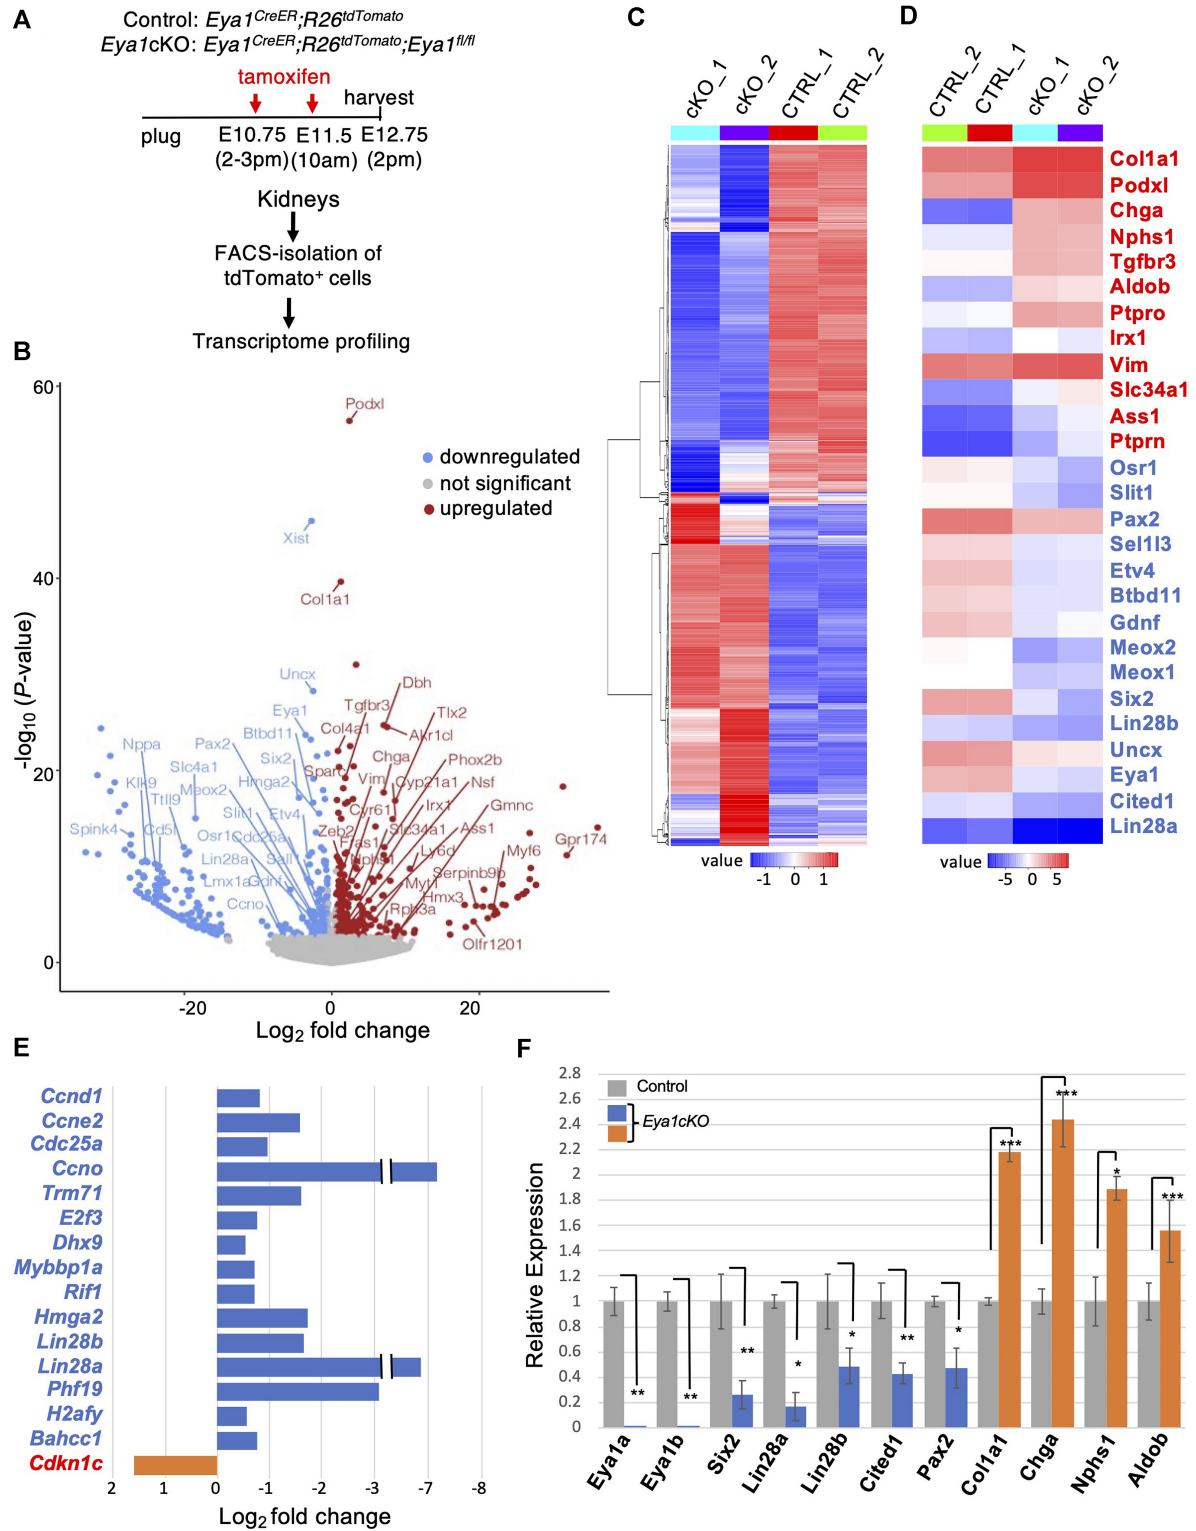 A
Control: Eya1CreER;R26tdTomato
Eya1cKO: Eya1CreER;R26tdTomato;Eya1fl/fl
tamoxifen
harvest
plug
E10.75 E11.5 E12.75
(2-3pm) (10am) (2pm)
Kidneys
FACS-isolation of
tdTomato+ cells
Transcriptome profiling
B
60
40
20
0
-log10 (P-value)
-20
0
20
Log2 fold change
downregulated
not significant
upregulated
Podxl
Xist
Col1a1
Uncx
Dbh
Eya1
Tgfbr3
Tlx2
Btbd11
Col4a1
Akr1cl
Nppa
Pax2
Six2
Chga
Phox2b
Slc4a1
Sparc
Vim
Klk9
Meox2
Hmga2
Cyp21a1
Nsf
Ttll9
Slit1
Etv4
Cyr61
Irx1
Gmnc
Spink4
Cd5l
Osr1
Cdc25a
Zeb2
Slc34a1
Ass1
Gpr174
Fras1
Lin28a
Sall1
Nphs1
Ly6d
Myf6
Lmx1a
Gdnf
Myt1
Serpinb9b
Ccno
Hmx3
Rph3a
Olfr1201
C
cKO_1
cKO_2
CTRL_1
CTRL_2
value
-1 0 1
D
CTRL_2
CTRL_1
cKO_1
cKO_2
Col1a1
Podxl
Chga
Nphs1
Tgfbr3
Aldob
Ptpro
Irx1
Vim
Slc34a1
Ass1
Ptprn
Osr1
Slit1
Pax2
Sel1l3
Etv4
Btbd11
Gdnf
Meox2
Meox1
Six2
Lin28b
Uncx
Eya1
Cited1
Lin28a
value
-5 0 5
E
Ccnd1
Ccne2
Cdc25a
Ccno
Trm71
E2f3
Dhx9
Mybbp1a
Rif1
Hmga2
Lin28b
Lin28a
Phf19
H2afy
Bahcc1
Cdkn1c
2 1 0 -1 -2 -3 -7 -8
Log2 fold change
F
Relative Expression
2.8
2.6
2.4
2.2
2
1.8
1.6
1.4
1.2
1
0.8
0.6
0.4
0.2
0
Control
Eya1cKO
**
**
**
*
*
**
*
***
***
*
***
Eya1a
Eya1b
Six2
Lin28a
Lin28b
Cited1
Pax2
Col1a1
Chga
Nphs1
Aldob